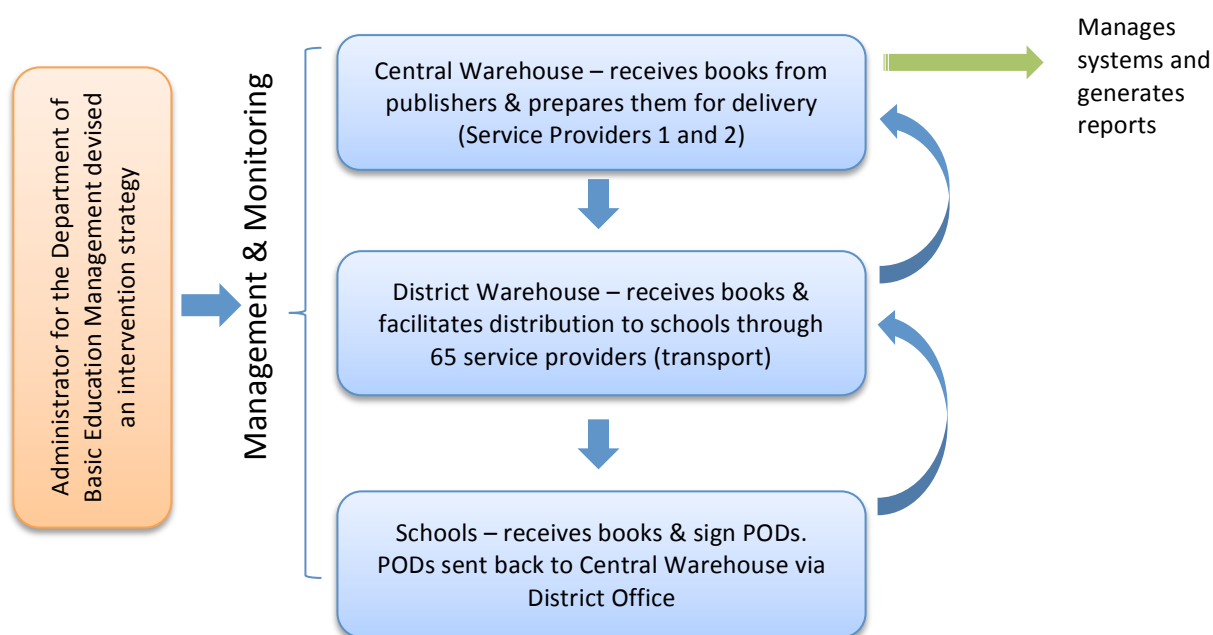 Administrator for the Department of
Basic Education Management devised
an intervention strategy
Management & Monitoring
Central Warehouse – receives books from
publishers & prepares them for delivery
(Service Providers 1 and 2)
Manages
systems and
generates
reports
District Warehouse – receives books &
facilitates distribution to schools through
65 service providers (transport)
Schools – receives books & sign PODs.
PODs sent back to Central Warehouse via
District Office